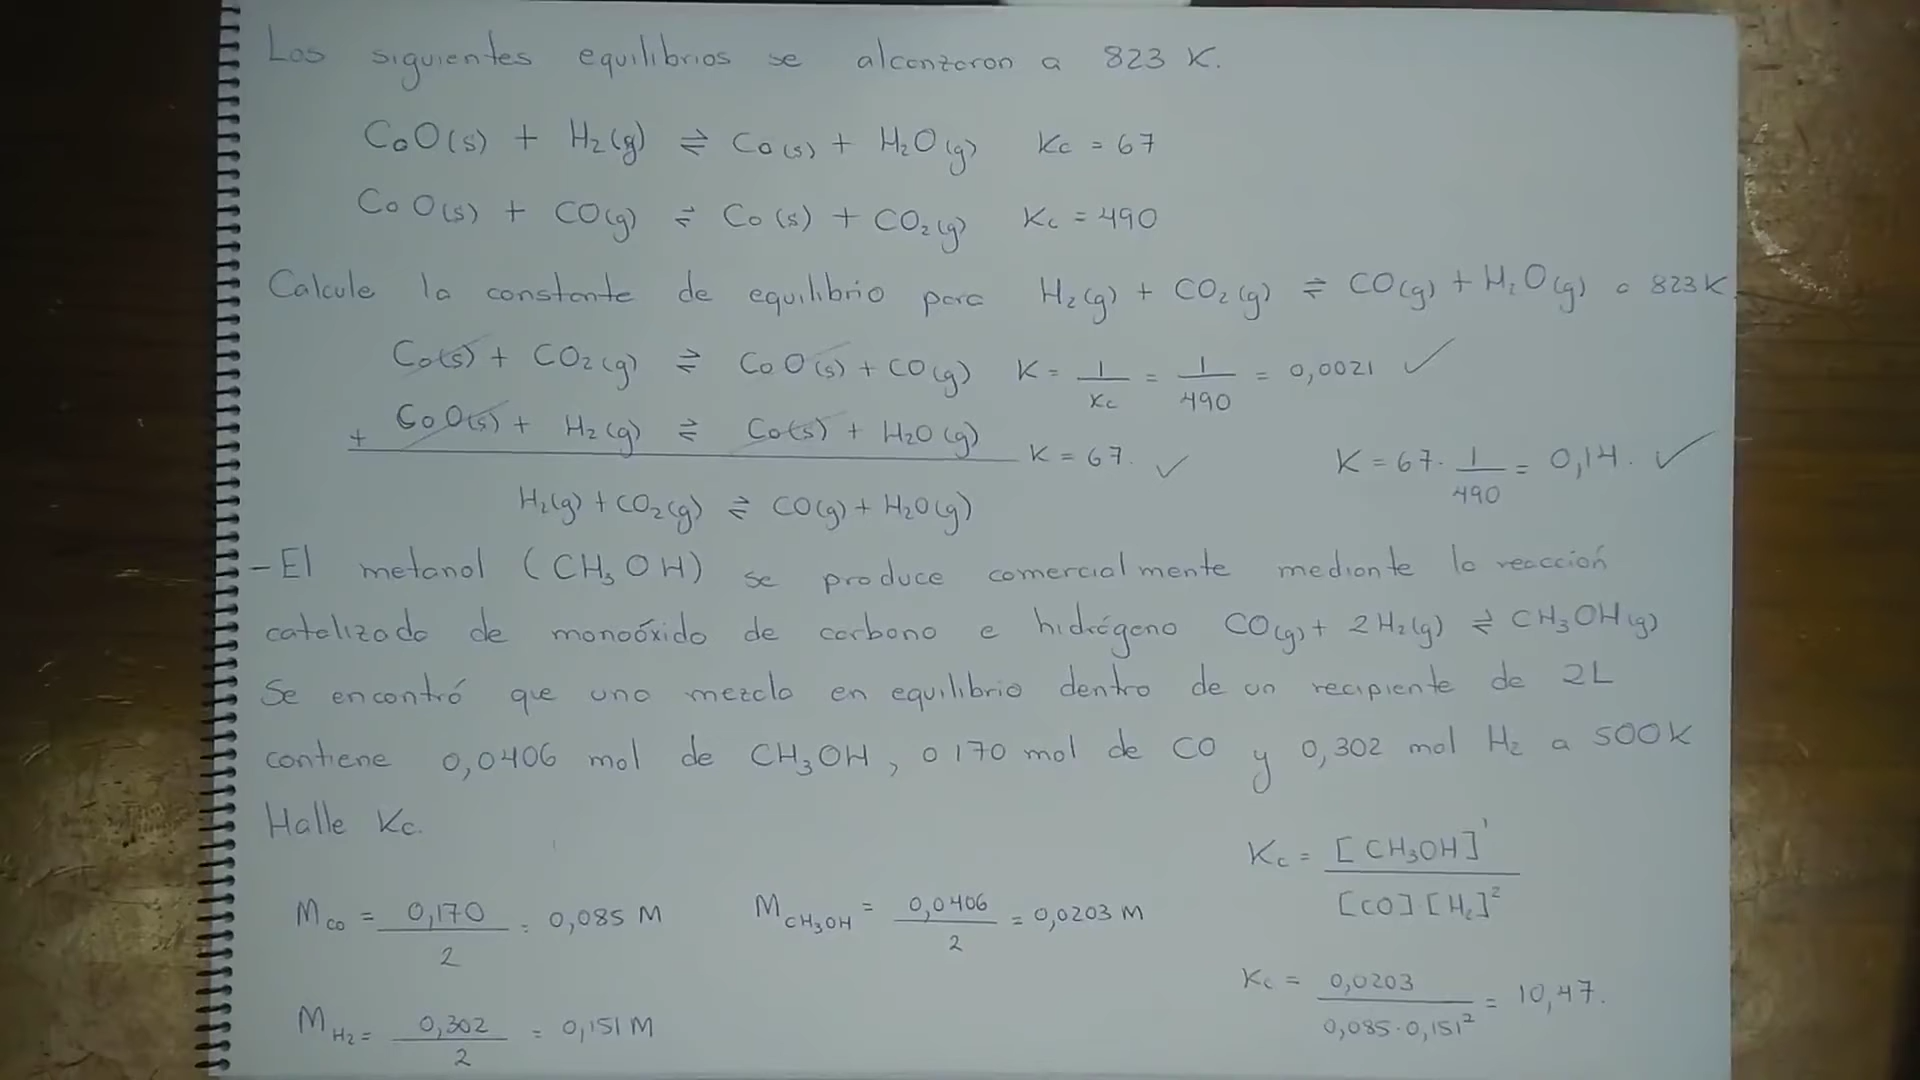 Los siguientes equilibrios se alcanzaron a 823 K.
CoO(s) + H₂(g) ⇌ Co(s) + H₂O(g) Kc = 67
CoO(s) + CO(g) ⇌ Co(s) + CO₂(g) Kc = 490
Calcule la constante de equilibrio para H₂(g) + CO₂(g) ⇌ CO(g) + H₂O(g) a 823K
Co(s) + CO₂(g) ⇌ CoO(s) + CO(g) K = 1/Kc = 1/490 = 0,0021 ✓
+ CoO(s) + H₂(g) ⇌ Co(s) + H₂O(g) K = 67. ✓ K = 67 · 1/490 = 0,14. ✓
H₂(g) + CO₂(g) ⇌ CO(g) + H₂O(g)
- El metanol (CH₃OH) se produce comercialmente mediante la reacción
catalizada de monoóxido de carbono e hidrógeno CO(g) + 2H₂(g) ⇌ CH₃OH(g)
Se encontró que una mezcla en equilibrio dentro de un recipiente de 2L
contiene 0,0406 mol de CH₃OH, 0 170 mol de CO y 0,302 mol H₂ a 500K
Halle Kc.
Kc = [CH₃OH]¹ / [CO].[H₂]²
M CO = 0,170/2 = 0,085 M M CH₃OH = 0,0406/2 = 0,0203 M
Kc = 0,0203 / 0,085 · 0,151² = 10,47.
M H₂ = 0,302/2 = 0,151 M